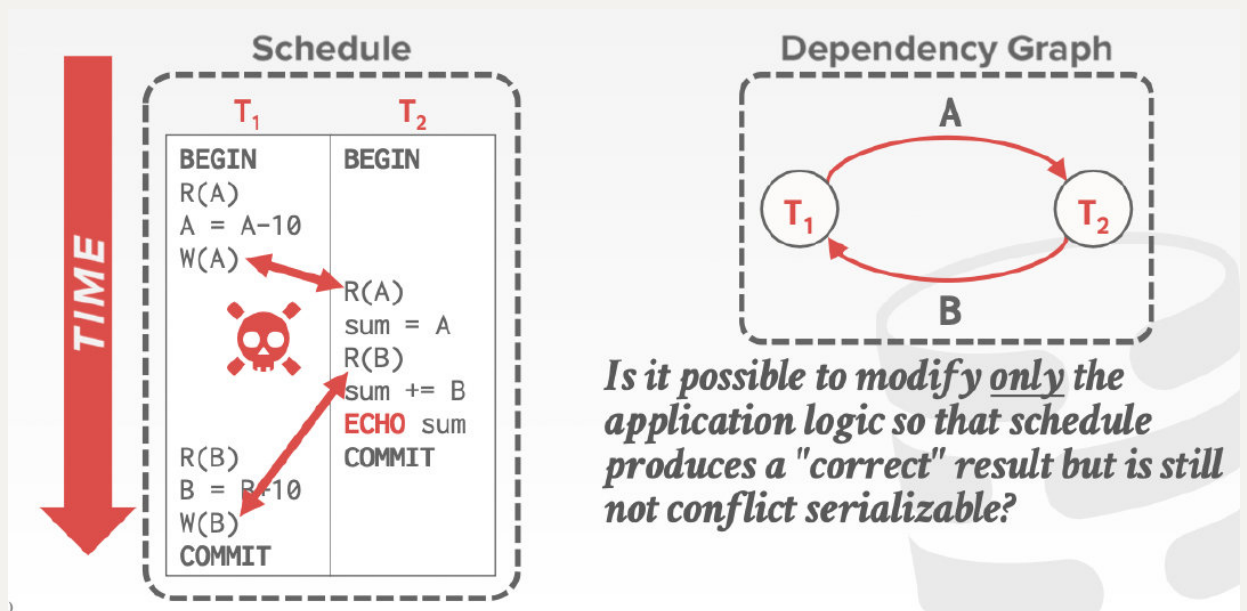 Schedule
Dependency Graph
TIME
T1
T2
BEGIN
R(A)
A = A-10
W(A)
R(B)
B = B+10
W(B)
COMMIT
BEGIN
R(A)
sum = A
R(B)
sum += B
ECHO sum
COMMIT
A
T1
T2
B
Is it possible to modify only the
application logic so that schedule
produces a "correct" result but is still
not conflict serializable?